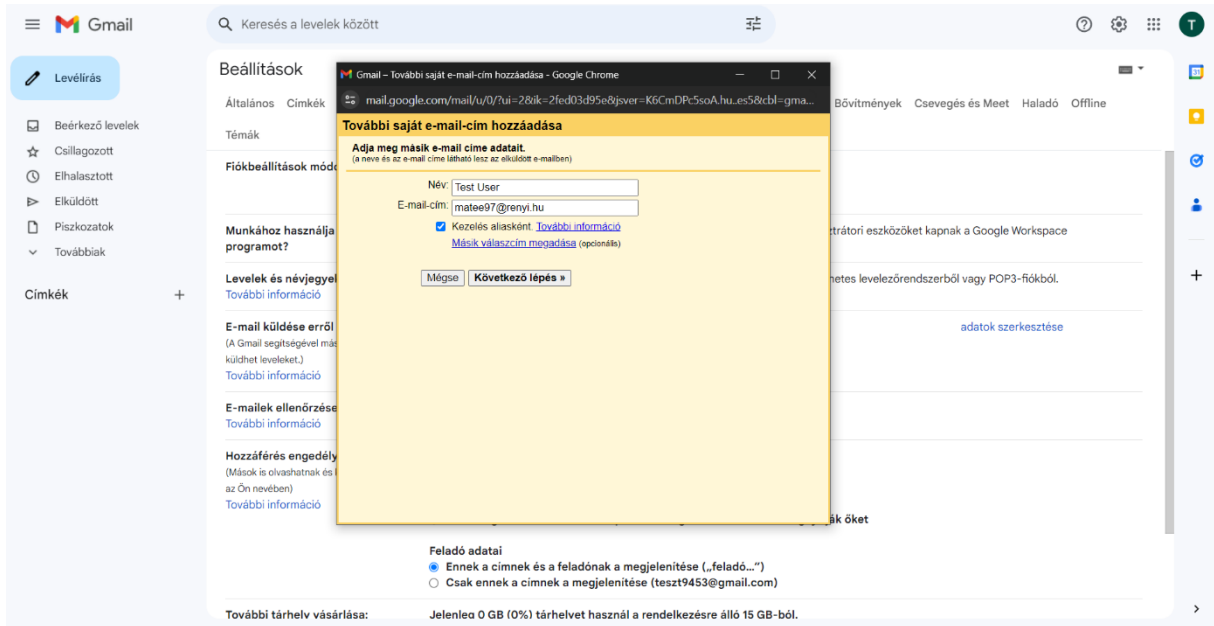 Gmail
Keresés a levelek között
T
Levélírás
Beérkező levelek
Csillagozott
Elhalasztott
Elküldött
Piszkozatok
Továbbiak
Címkék
Beállítások
Általános Címkék
Bővítmények Csevegés és Meet Haladó Offline
Témák
Fiókbeállítások
Munkához használja
programot?
eszközöket kapnak a Google Workspace
Levelek és
További információ
levelezőrendszerből vagy POP3-fiókból.
E-mail küldése erről
(A Gmail segítségével
küldhet leveleket.)
További információ
adatok szerkesztése
E-mailek
További információ
Hozzáférés
(Mások is olvashatnak és
az Ön nevében)
További információ
őket
Feladó adatai
Ennek a címnek és a feladónak a megjelenítése („feladó...”)
Csak ennek a címnek a megjelenítése (teszt9453@gmail.com)
További tárhely vásárlása: Jelenleg 0 GB (0%) tárhelyet használ a rendelkezésre álló 15 GB-ból.
Gmail – További saját e-mail-cím hozzáadása - Google Chrome
mail.google.com/mail/u/0/?ui=2&ik=2fed03d95e&jsver=K6CmDPc5soA.hu..es5&cbl=gma...
További saját e-mail-cím hozzáadása
Adja meg másik e-mail címe adatait.
(a neve és az e-mail címe látható lesz az elküldött e-mailben)
Név: Test User
E-mail-cím: matee97@renyi.hu
Kezelés aliasként. További információ
Másik válaszcím megadása (opcionális)
Mégse Következő lépés »
31